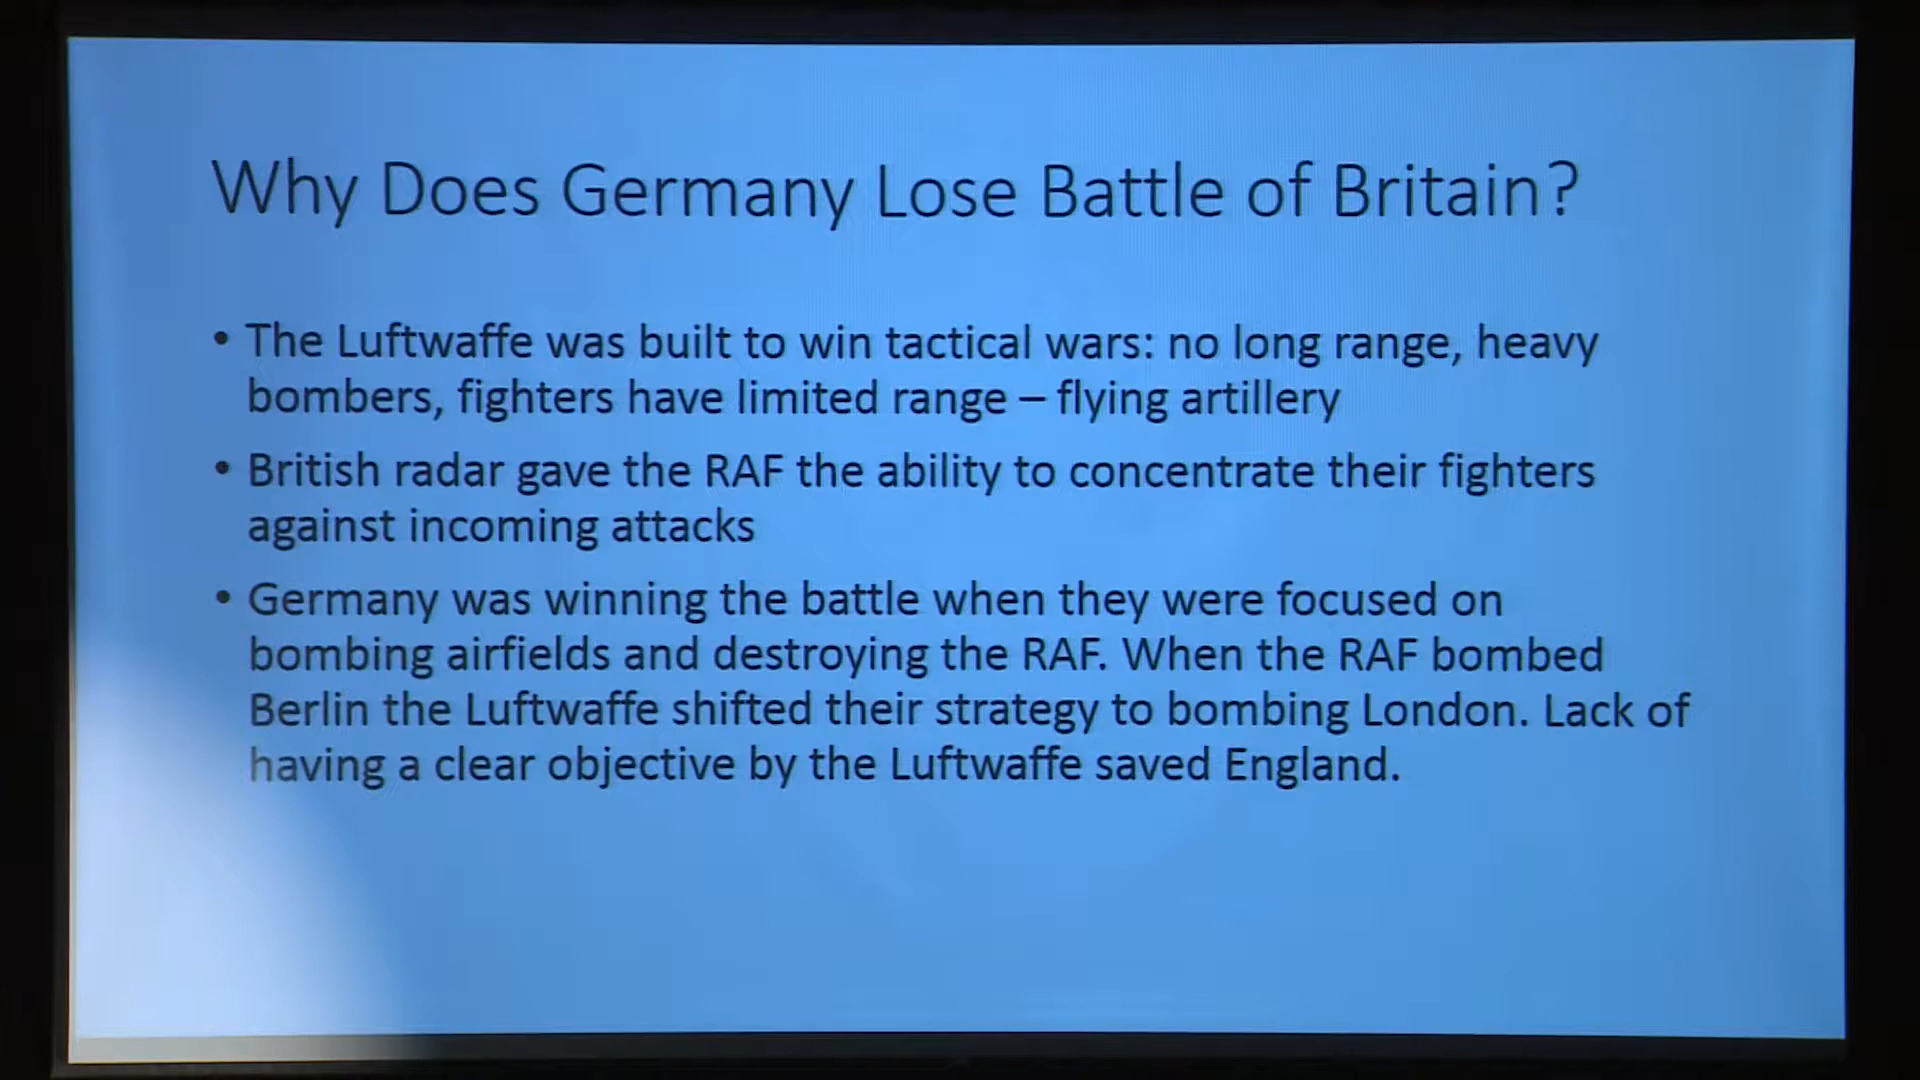 Why Does Germany Lose Battle of Britain?
• The Luftwaffe was built to win tactical wars: no long range, heavy
bombers, fighters have limited range – flying artillery
• British radar gave the RAF the ability to concentrate their fighters
against incoming attacks
• Germany was winning the battle when they were focused on
bombing airfields and destroying the RAF. When the RAF bombed
Berlin the Luftwaffe shifted their strategy to bombing London. Lack of
having a clear objective by the Luftwaffe saved England.